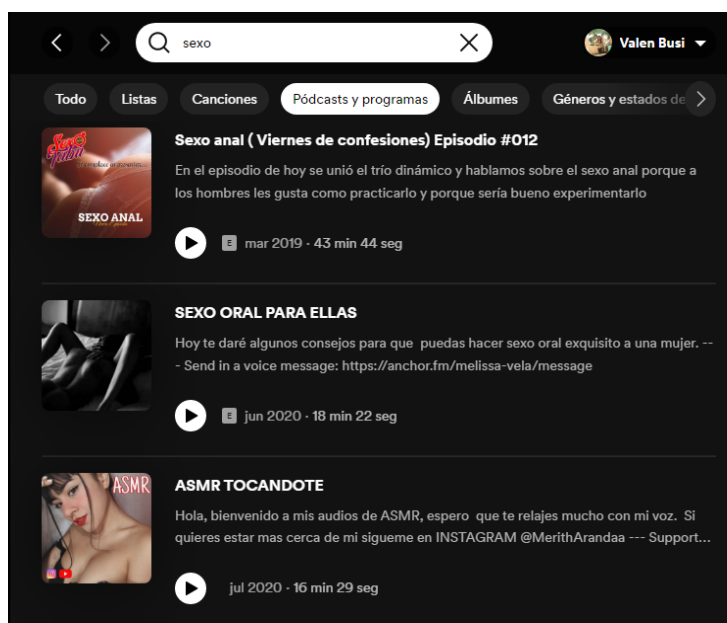 sexo
Valen Busi
Todo
Listas
Canciones
Pódcasts y programas
Álbumes
Géneros y estados de
Sexo anal ( Viernes de confesiones) Episodio #012
En el episodio de hoy se unió el trío dinámico y hablamos sobre el sexo anal porque a
los hombres les gusta como practicarlo y porque sería bueno experimentarlo
SEXO ANAL
E mar 2019 · 43 min 44 seg
SEXO ORAL PARA ELLAS
Hoy te daré algunos consejos para que puedas hacer sexo oral exquisito a una mujer. --
- Send in a voice message: https://anchor.fm/melissa-vela/message
E jun 2020 · 18 min 22 seg
ASMR
ASMR TOCANDOTE
Hola, bienvenido a mis audios de ASMR, espero que te relajes mucho con mi voz. Si
quieres estar mas cerca de mi sigueme en INSTAGRAM @MerithArandaa --- Support...
jul 2020 · 16 min 29 seg